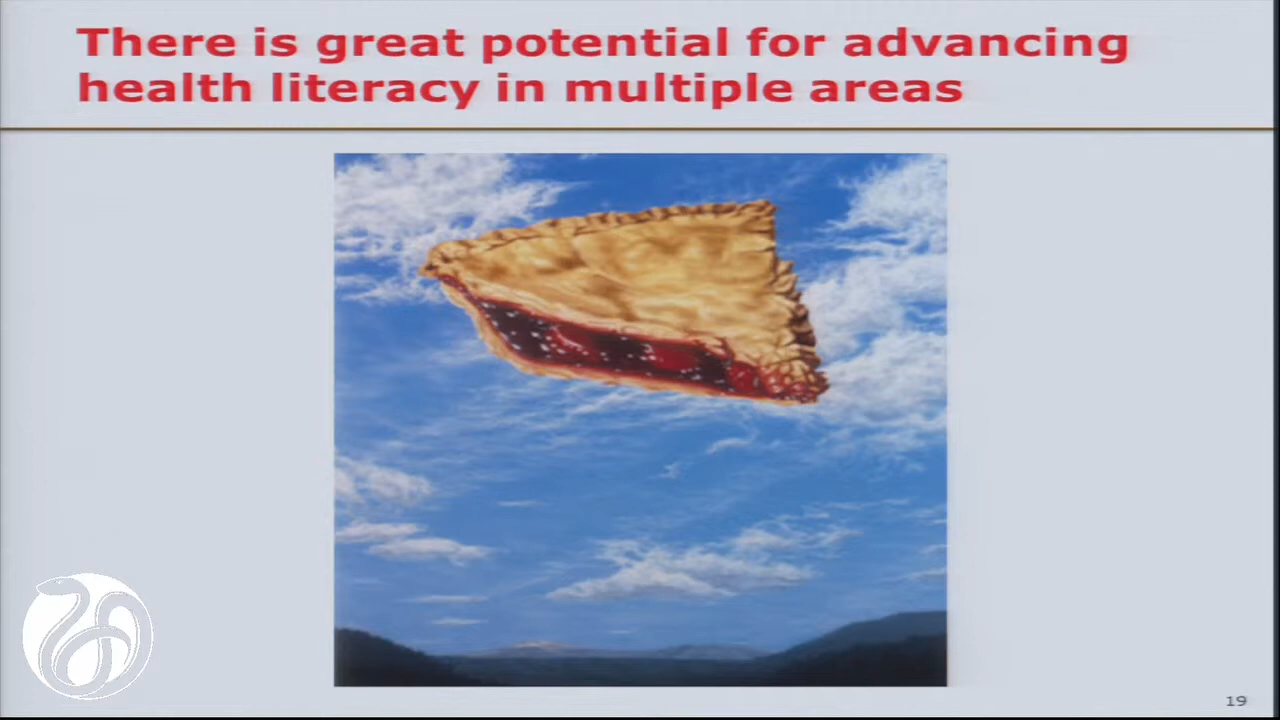 There is great potential for advancing
health literacy in multiple areas
19